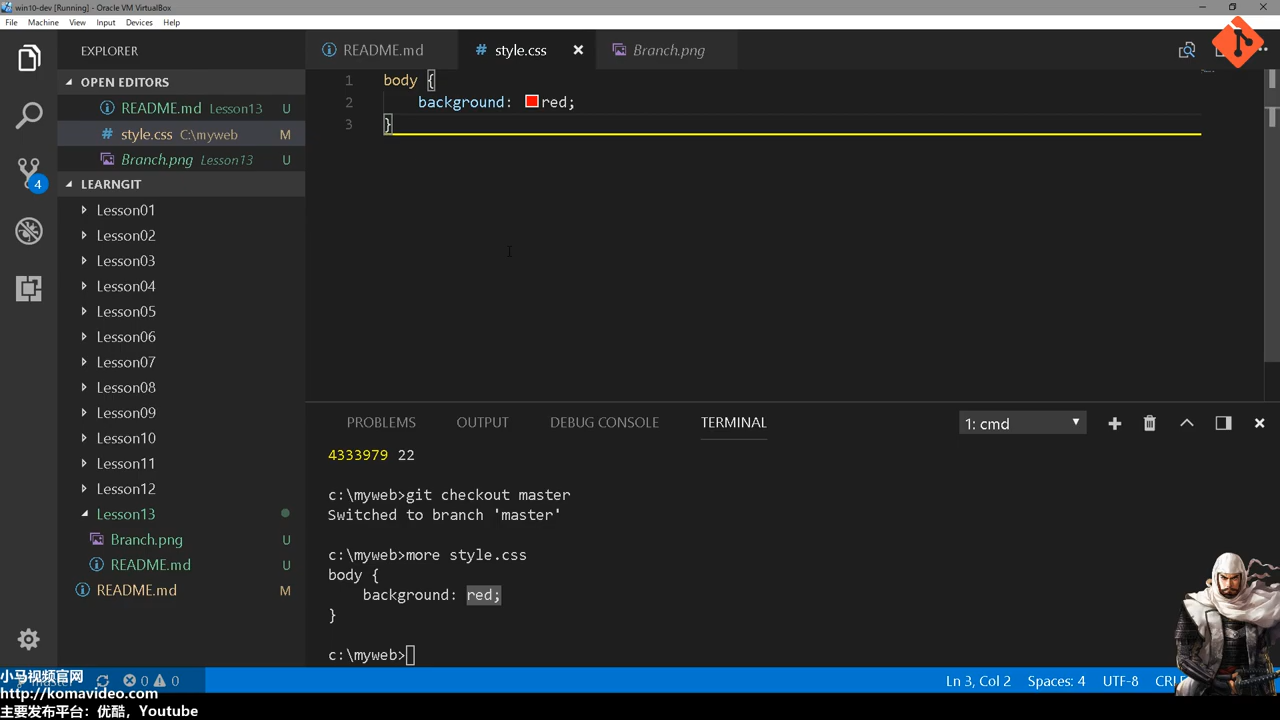 win10-dev [Running] - Oracle VM VirtualBox
File Machine View Input Devices Help
EXPLORER
OPEN EDITORS
README.md Lesson13 U
style.css C:\myweb M
Branch.png Lesson13 U
4
LEARNGIT
Lesson01
Lesson02
Lesson03
Lesson04
Lesson05
Lesson06
Lesson07
Lesson08
Lesson09
Lesson10
Lesson11
Lesson12
Lesson13
Branch.png U
README.md U
README.md M
README.md
# style.css
Branch.png
1 body {
2 background: red;
3 }
PROBLEMS OUTPUT DEBUG CONSOLE TERMINAL
1: cmd
4333979 22
c:\myweb>git checkout master
Switched to branch 'master'
c:\myweb>more style.css
body {
background: red;
}
c:\myweb>
0 0
Ln 3, Col 2 Spaces: 4 UTF-8
小马视频官网
http://komavideo.com
主要发布平台：优酷，Youtube